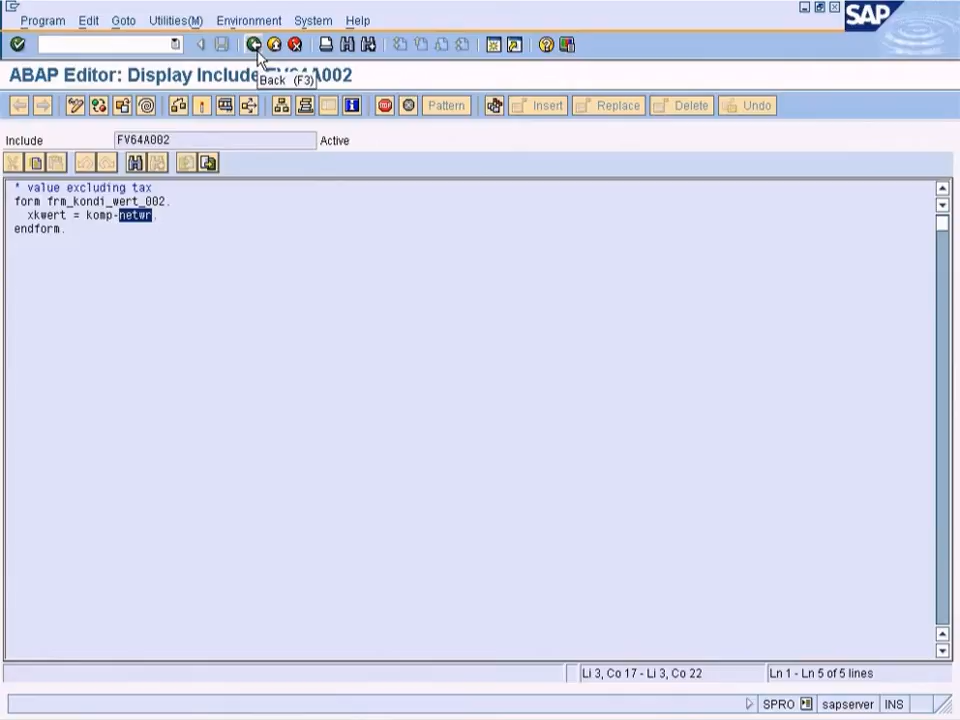 Program Edit Goto Utilities(M) Environment System Help
SAP
ABAP Editor: Display Include FV64A002
Back (F3)
Pattern Insert Replace Delete Undo
Include FV64A002 Active
* value excluding tax
form frm_kondi_wert_002.
xkwert = komp-netwr.
endform.
Li 3, Co 17 - Li 3, Co 22 Ln 1 - Ln 5 of 5 lines
SPRO sapserver INS